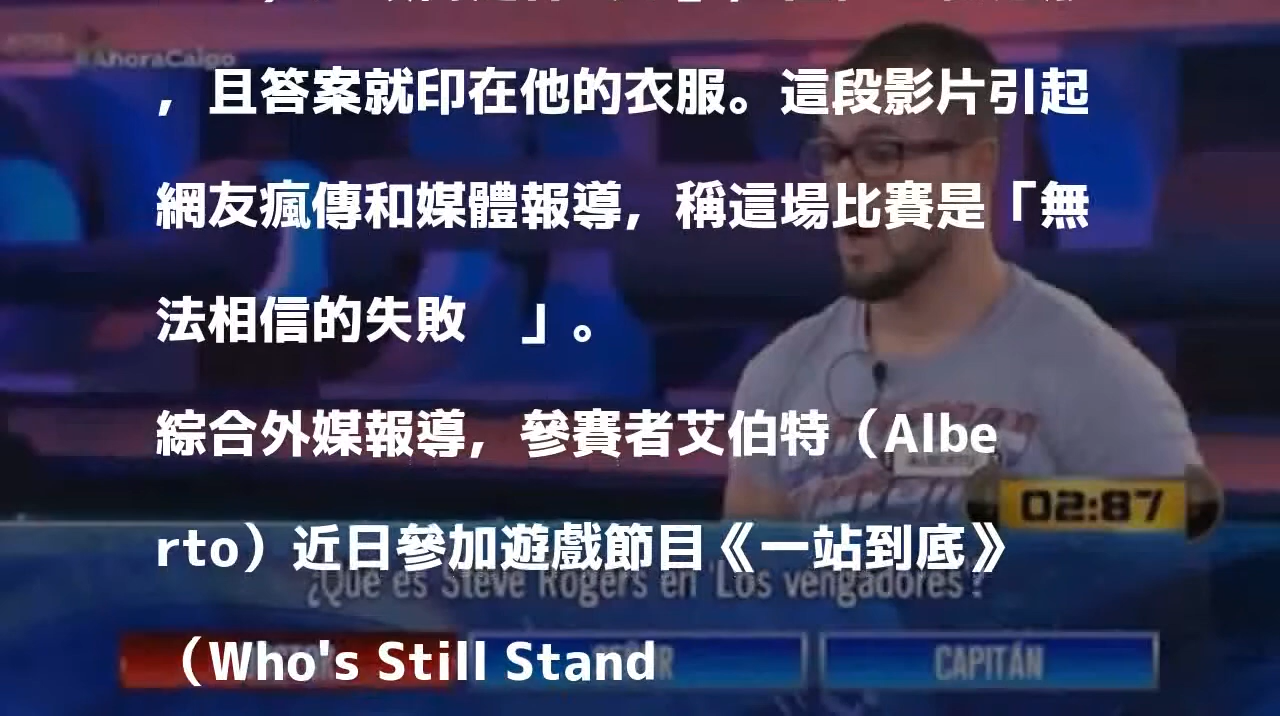 #AhoraCaigo
，且答案就印在他的衣服。這段影片引起
網友瘋傳和媒體報導，稱這場比賽是「無
法相信的失敗　」。
綜合外媒報導，參賽者艾伯特（Albe
rto）近日參加遊戲節目《一站到底》
（Who's Still Stand
02:87
¿Qué es Steve Rogers en 'Los vengadores'?
CAPITÁN